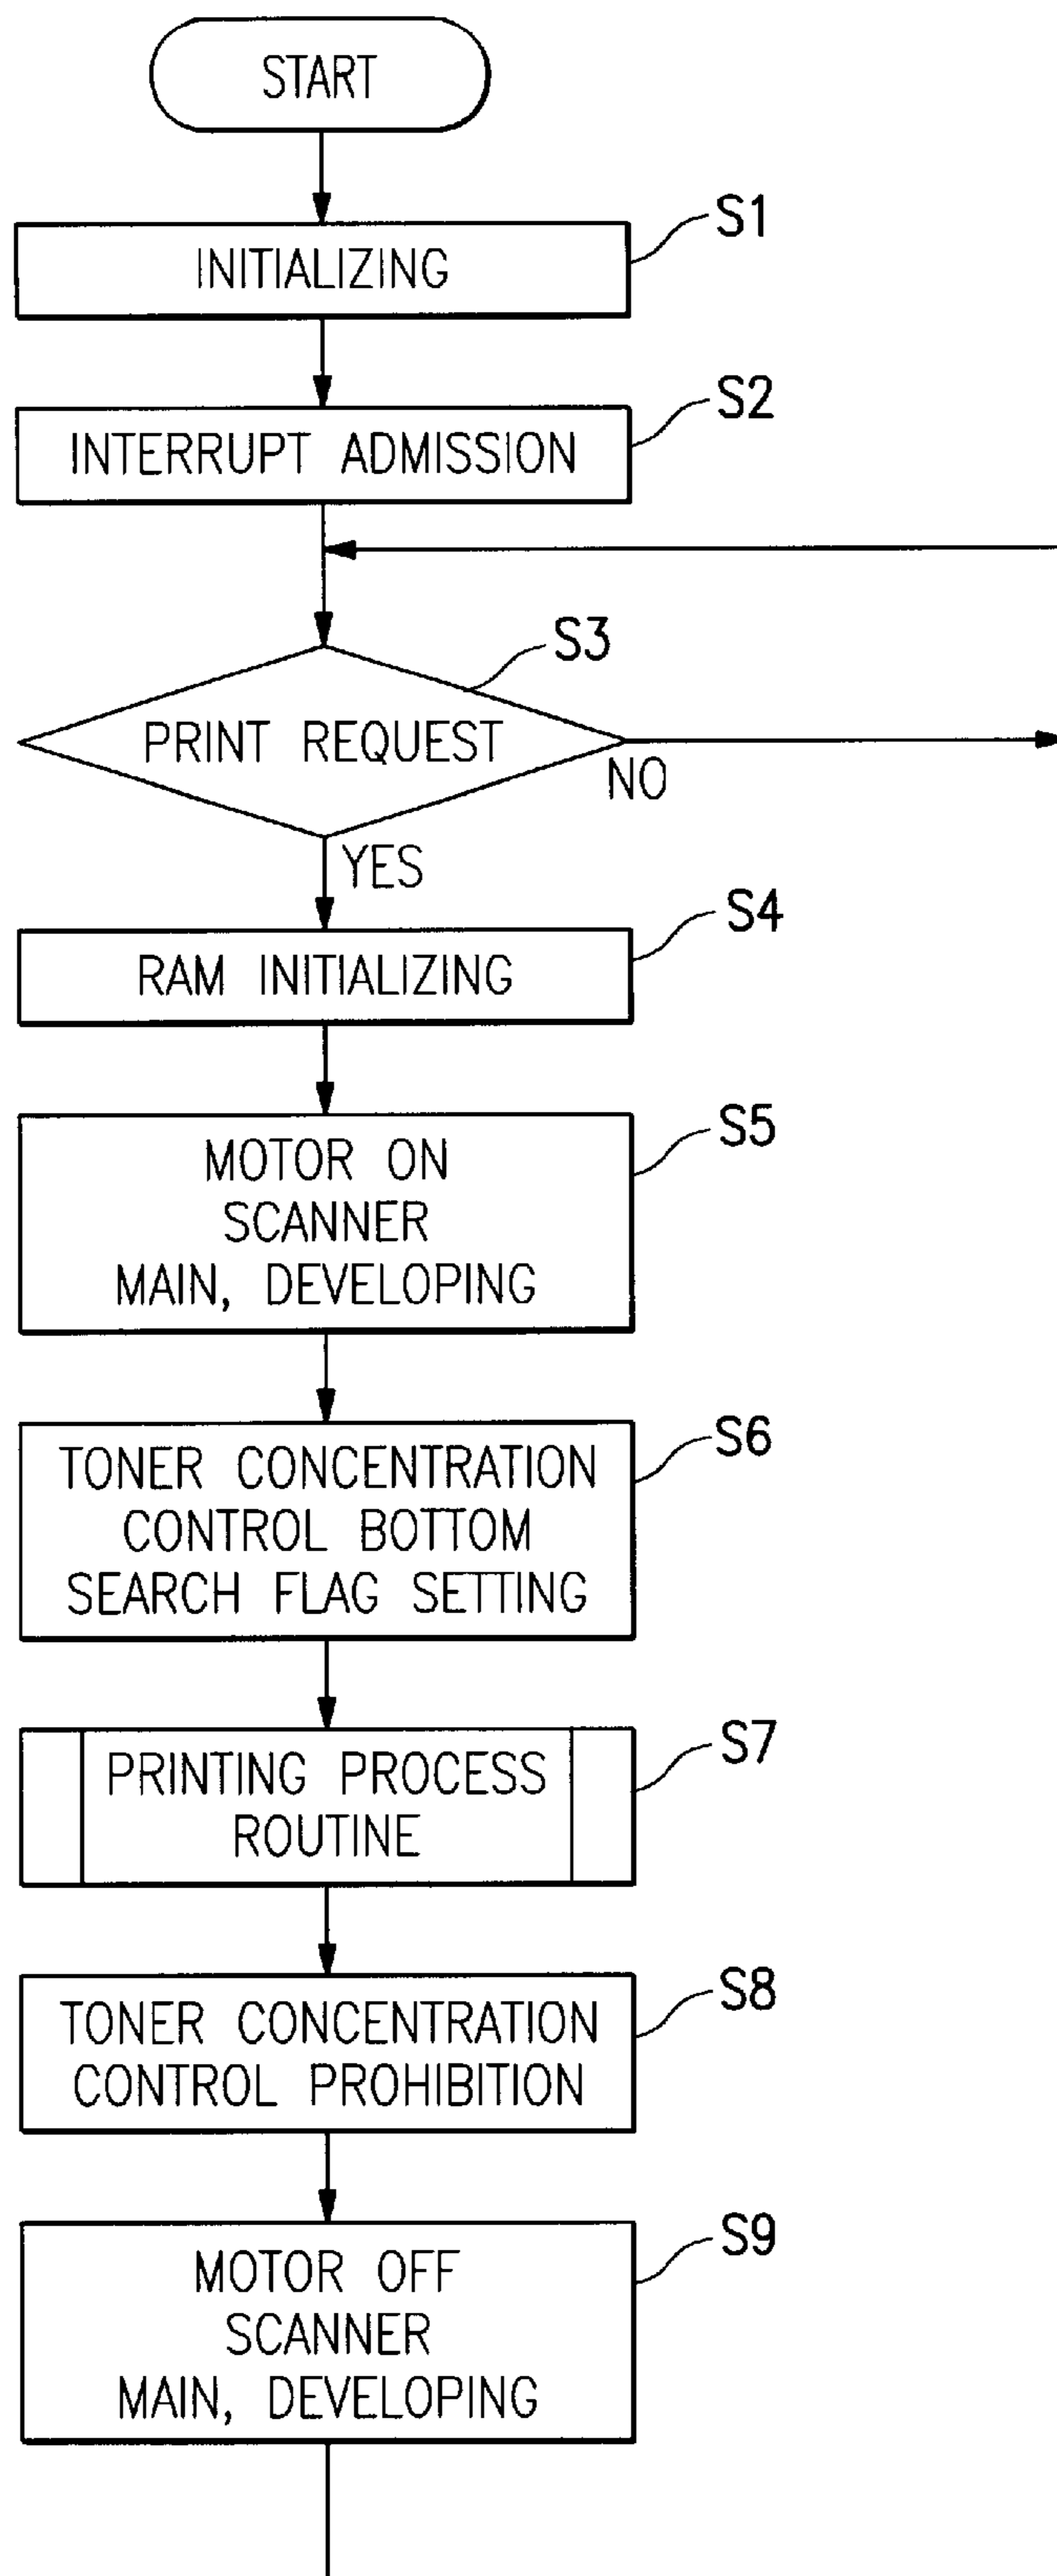 START
S1
INITIALIZING
S2
INTERRUPT ADMISSION
S3
PRINT REQUEST
NO
YES
S4
RAM INITIALIZING
S5
MOTOR ON
SCANNER
MAIN, DEVELOPING
S6
TONER CONCENTRATION
CONTROL BOTTOM
SEARCH FLAG SETTING
S7
PRINTING PROCESS
ROUTINE
S8
TONER CONCENTRATION
CONTROL PROHIBITION
S9
MOTOR OFF
SCANNER
MAIN, DEVELOPING